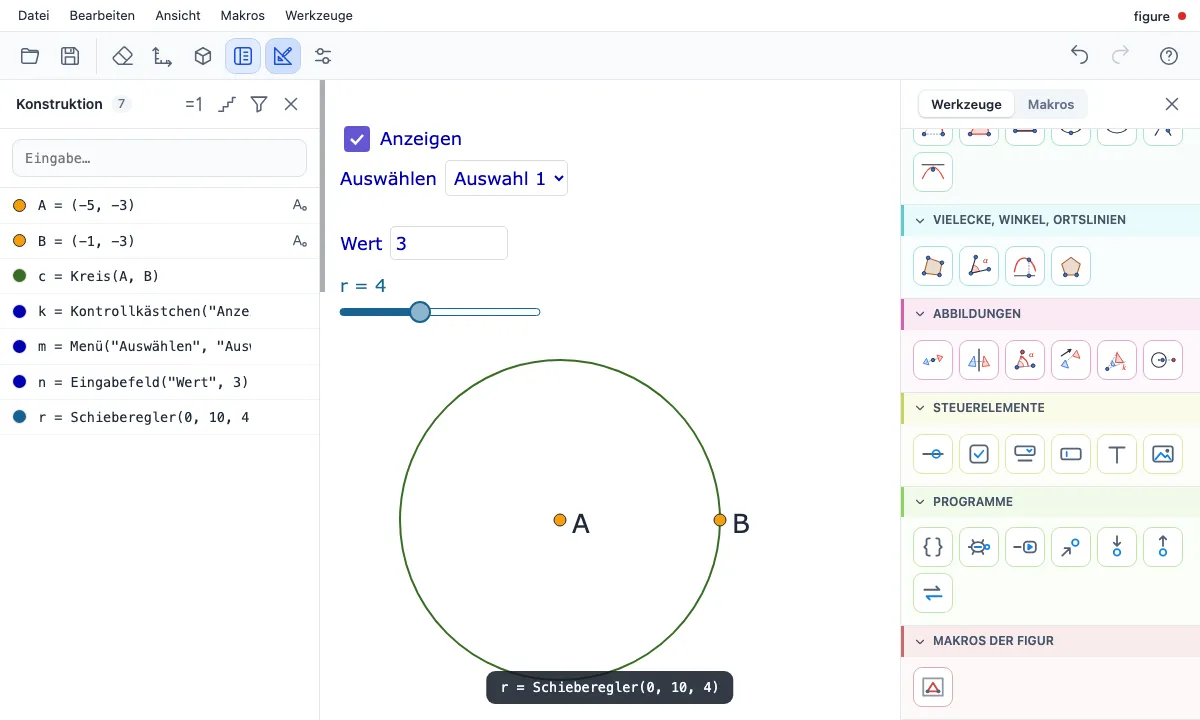 Datei Bearbeiten Ansicht Makros Werkzeuge figure
Konstruktion 7 =1
Werkzeuge Makros
Eingabe…
A = (−5, −3)
B = (−1, −3)
c = Kreis(A, B)
k = Kontrollkästchen("Anze
m = Menü("Auswählen", "Ausw
n = Eingabefeld("Wert", 3)
r = Schieberegler(0, 10, 4
Anzeigen
Auswählen Auswahl 1
Wert 3
r = 4
A
B
r = Schieberegler(0, 10, 4)
VIELECKE, WINKEL, ORTSLINIEN
ABBILDUNGEN
STEUERELEMENTE
PROGRAMME
MAKROS DER FIGUR